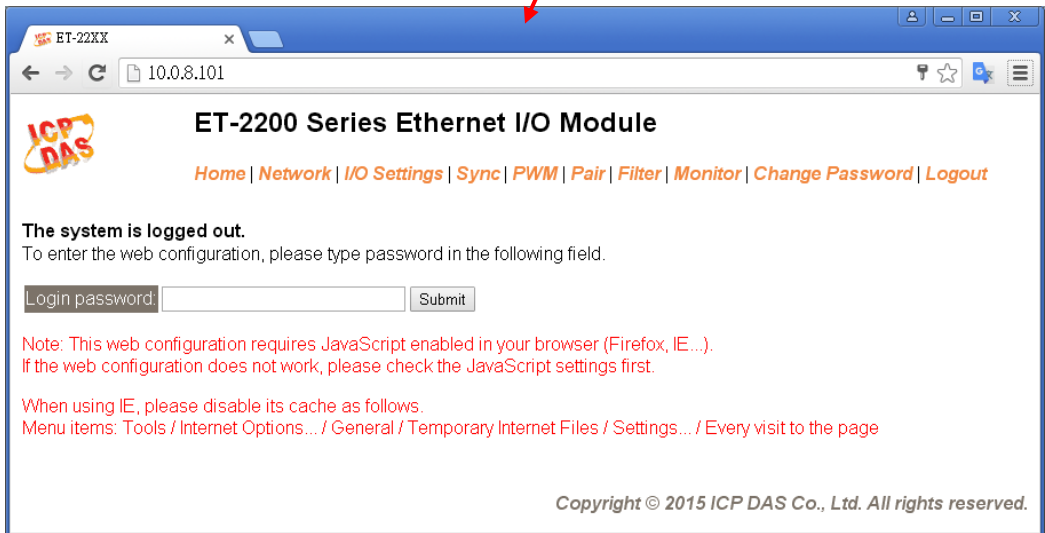 ET-22XX
10.0.8.101
ICP DAS
ET-2200 Series Ethernet I/O Module
Home | Network | I/O Settings | Sync | PWM | Pair | Filter | Monitor | Change Password | Logout
The system is logged out.
To enter the web configuration, please type password in the following field.
Login password: Submit
Note: This web configuration requires JavaScript enabled in your browser (Firefox, IE...).
If the web configuration does not work, please check the JavaScript settings first.
When using IE, please disable its cache as follows.
Menu items: Tools / Internet Options... / General / Temporary Internet Files / Settings... / Every visit to the page
Copyright © 2015 ICP DAS Co., Ltd. All rights reserved.